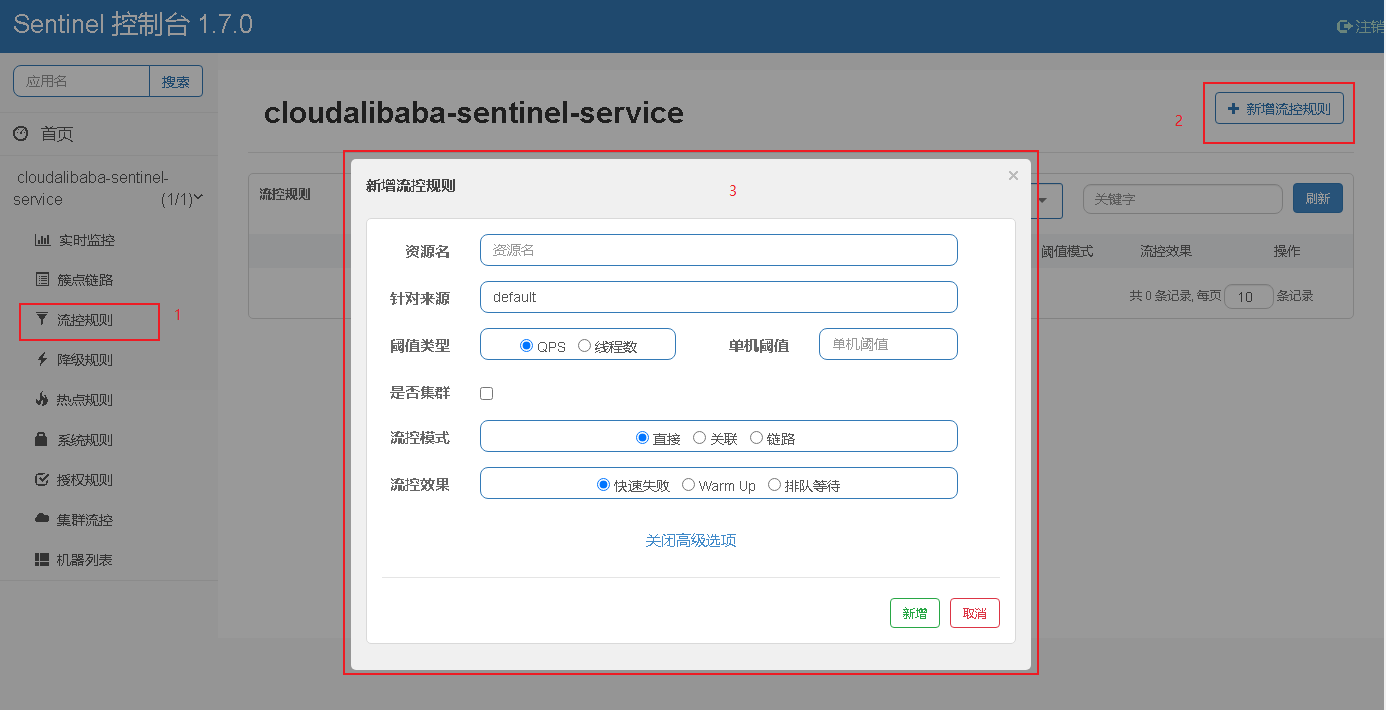 Sentinel 控制台 1.7.0
注销
应用名
搜索
首页
cloudalibaba-sentinel-
service
(1/1)
实时监控
簇点链路
流控规则
1
降级规则
热点规则
系统规则
授权规则
集群流控
机器列表
cloudalibaba-sentinel-service
2
新增流控规则
流控规则
关键字
刷新
阈值模式
流控效果
操作
共 0 条记录, 每页 10 条记录
新增流控规则
3
×
资源名 资源名
针对来源 default
阈值类型 QPS 线程数 单机阈值 单机阈值
是否集群
流控模式 直接 关联 链路
流控效果 快速失败 Warm Up 排队等待
关闭高级选项
新增 取消